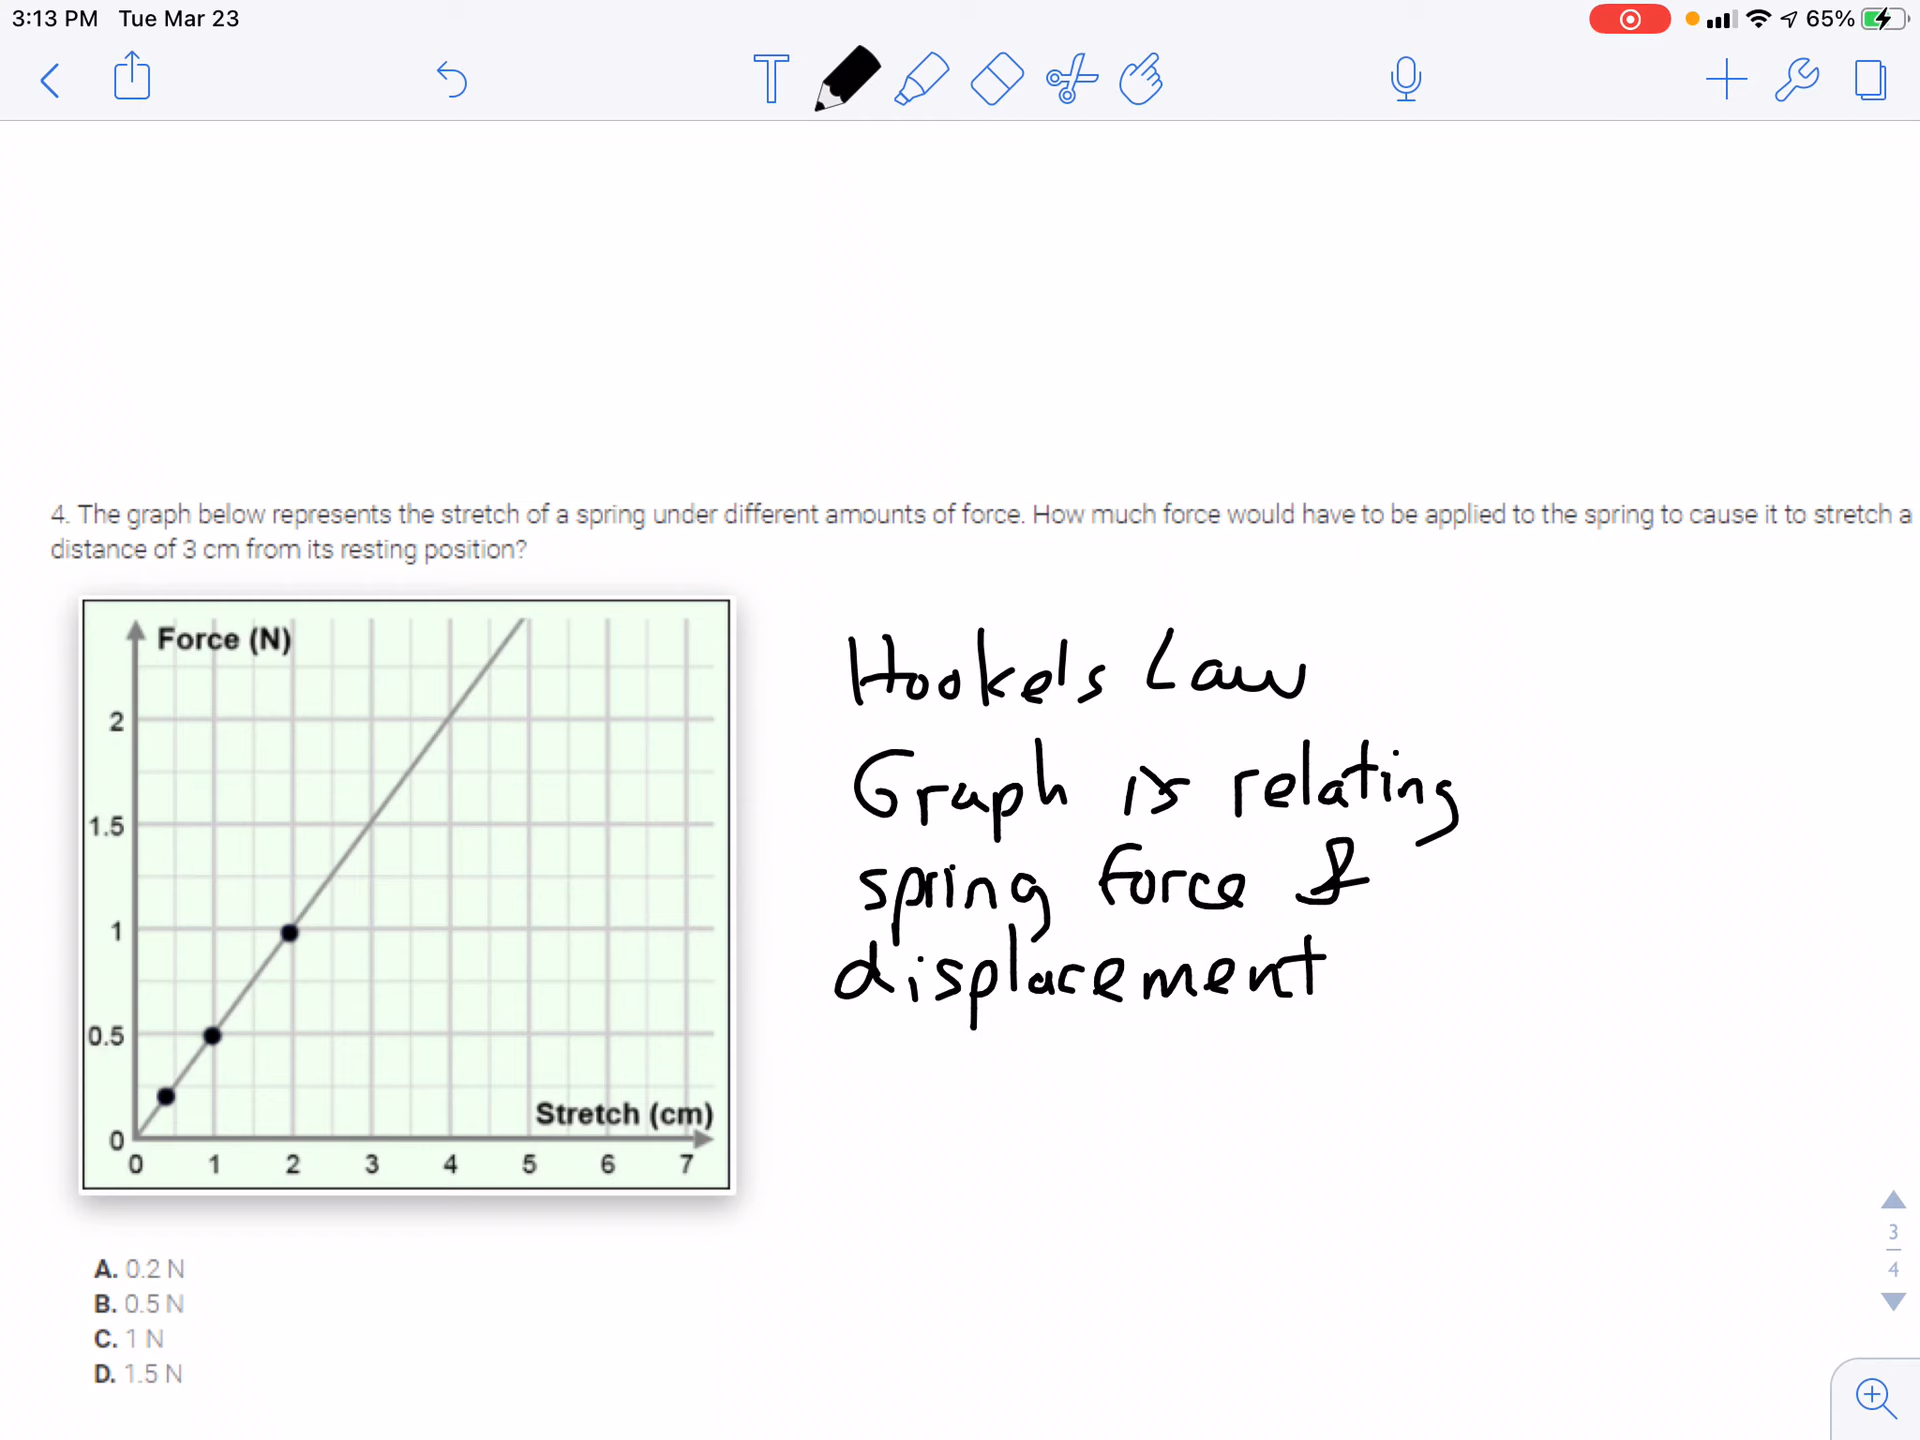 3:13 PM Tue Mar 23
65%
T
4. The graph below represents the stretch of a spring under different amounts of force. How much force would have to be applied to the spring to cause it to stretch a
distance of 3 cm from its resting position?
Force (N)
2
1.5
1
0.5
0
Stretch (cm)
0 1 2 3 4 5 6 7
Hooke's Law
Graph is relating
spring force &
displacement
A. 0.2 N
B. 0.5 N
C. 1 N
D. 1.5 N
3
4